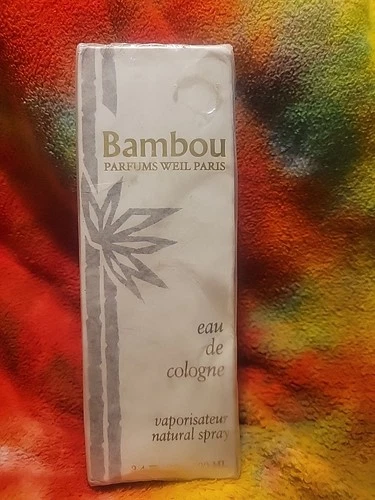 Bambou
PARFUMS WEIL PARIS
eau
de
cologne
vaporisateur
natural spray